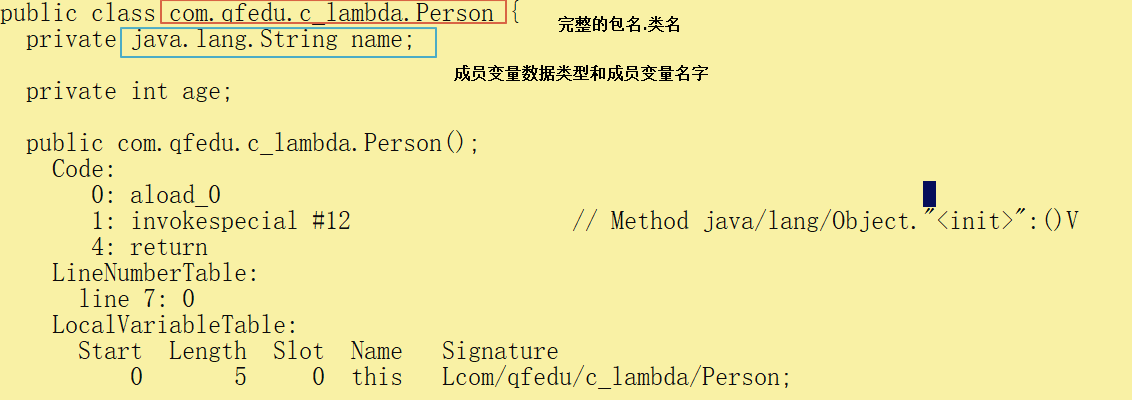 public class com.qfedu.c_lambda.Person {
完整的包名.类名
private java.lang.String name;
成员变量数据类型和成员变量名字
private int age;
public com.qfedu.c_lambda.Person();
Code:
0: aload_0
1: invokespecial #12 // Method java/lang/Object."<init>":()V
4: return
LineNumberTable:
line 7: 0
LocalVariableTable:
Start Length Slot Name Signature
0 5 0 this Lcom/qfedu/c_lambda/Person;